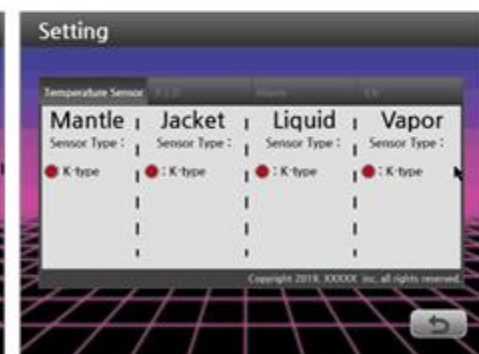 Setting
Temperature Sensor P.I.D Alarm
Mantle Jacket Liquid Vapor
Sensor Type : Sensor Type : Sensor Type : Sensor Type :
K-type : K-type : K-type : K-type
Copyright 2019, XXXXX, inc. all rights reserved.